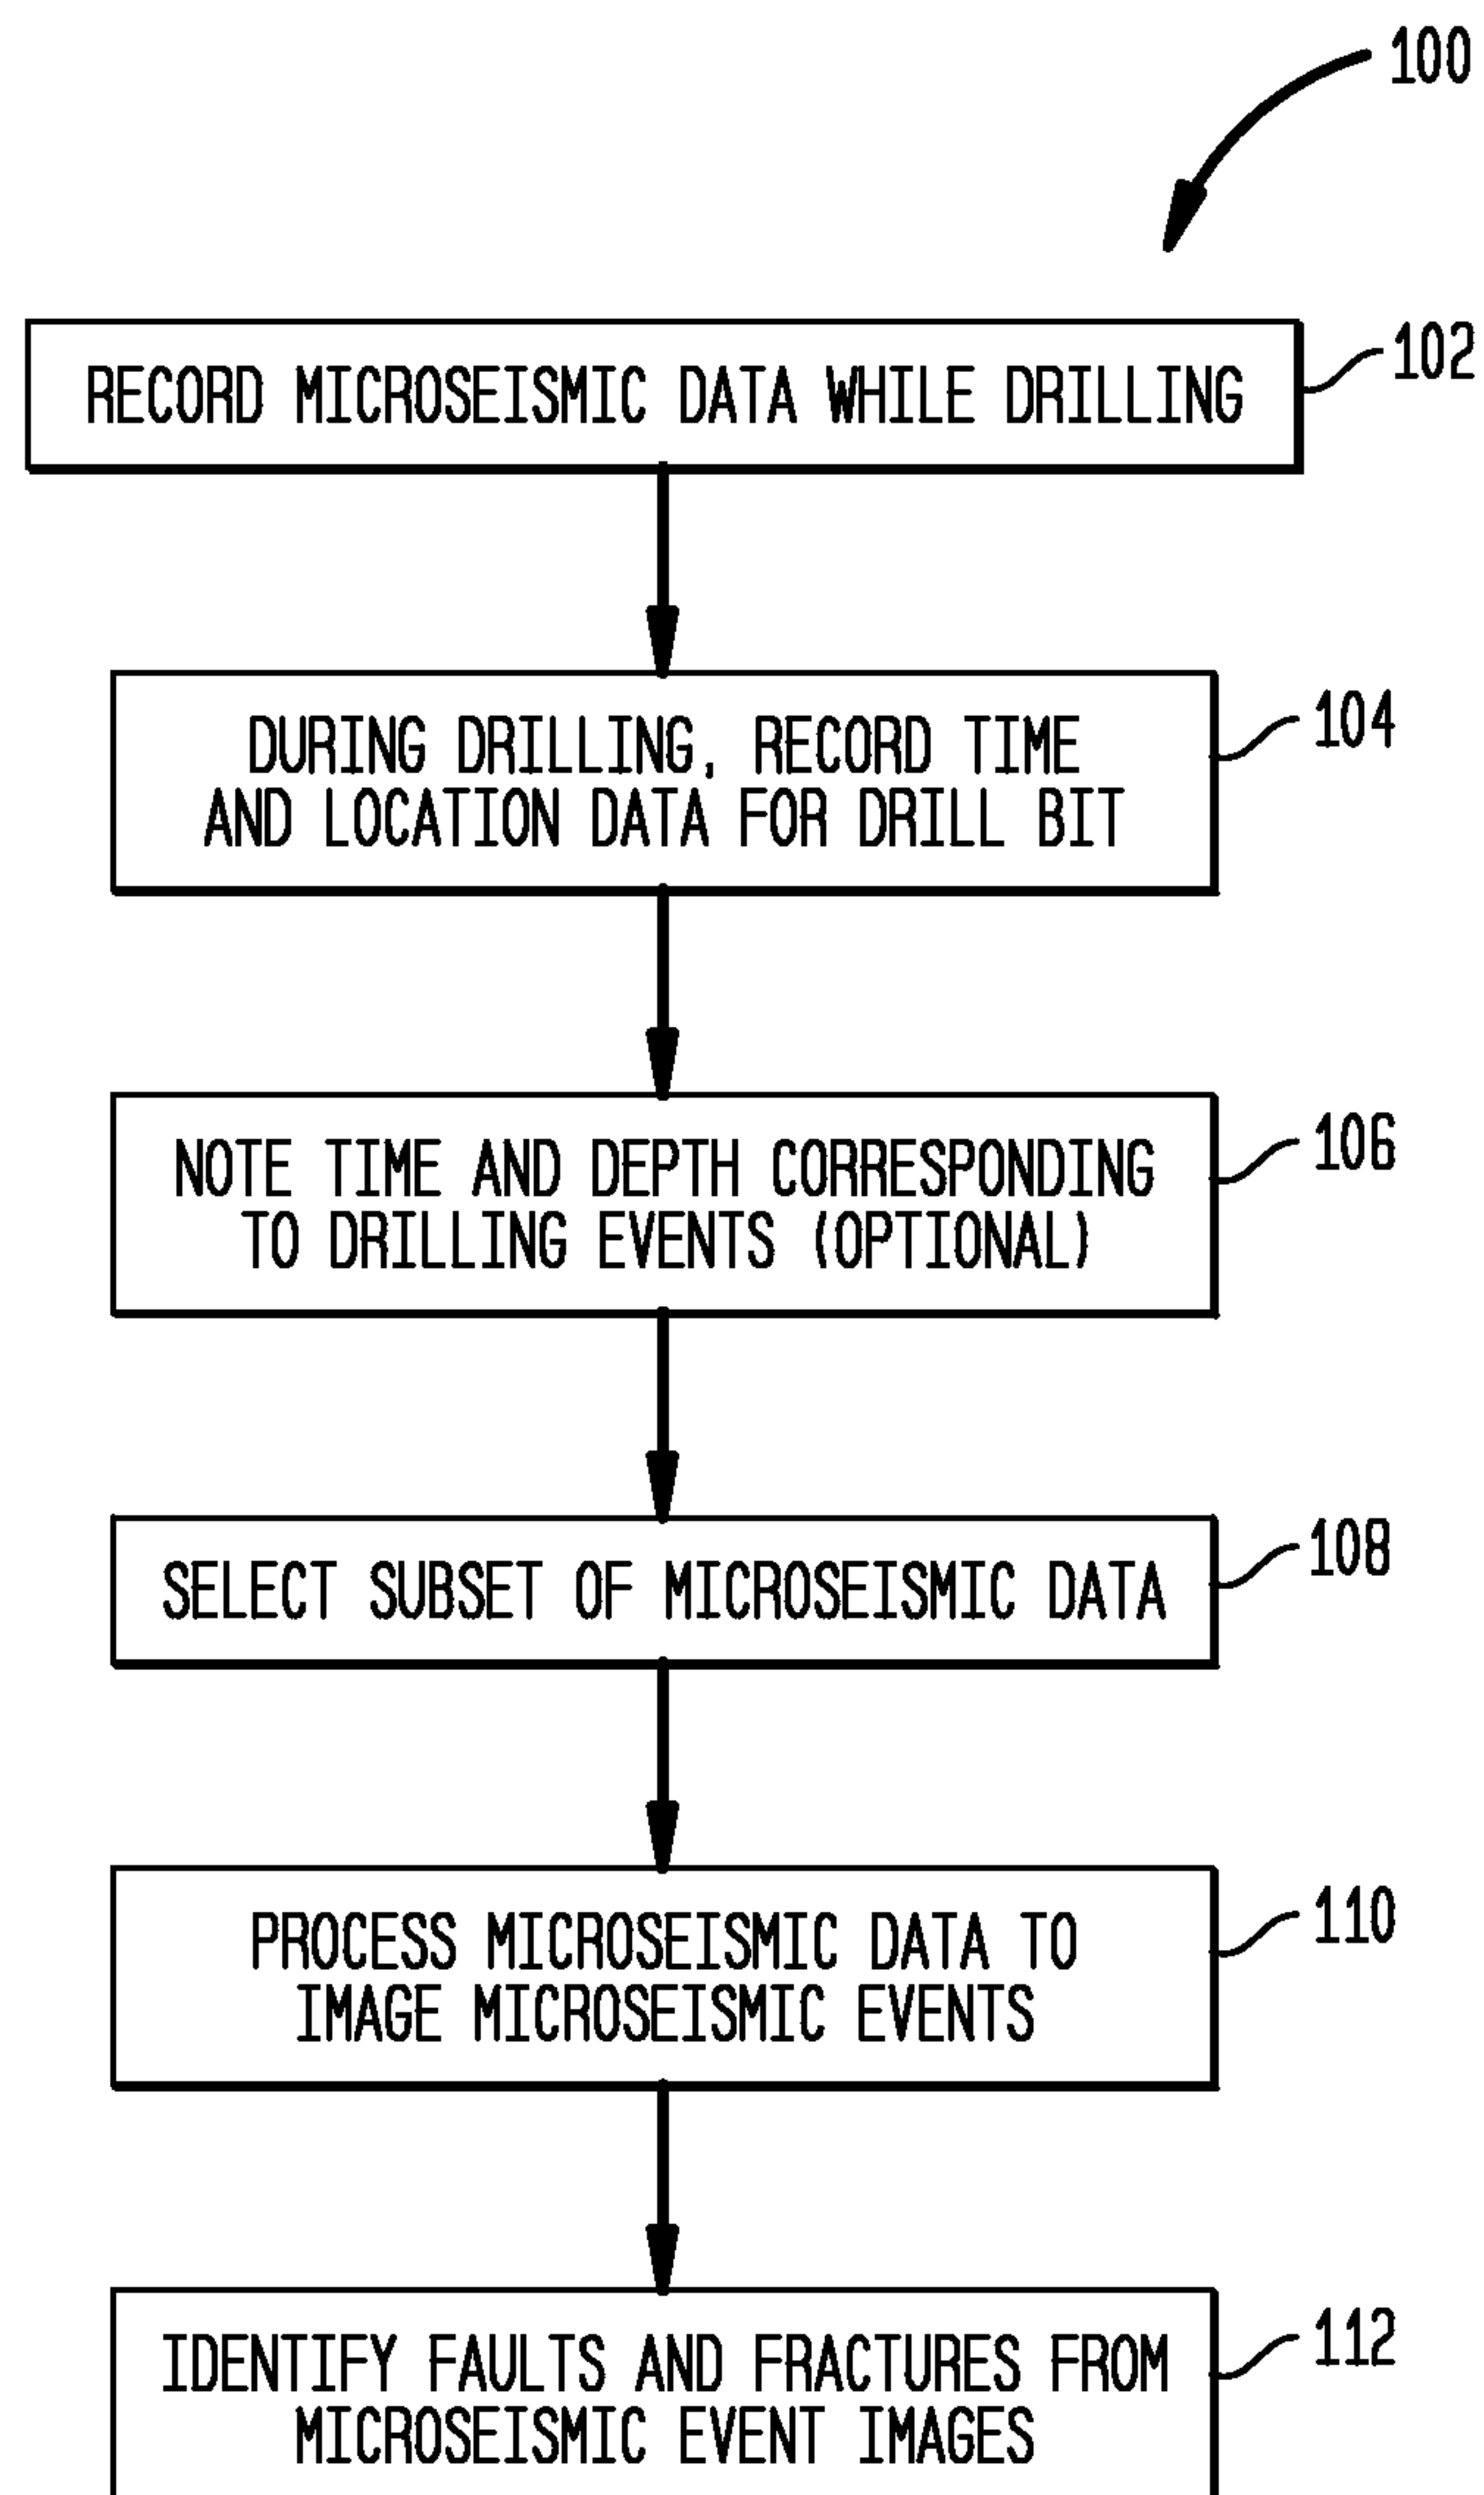 100
RECORD MICROSEISMIC DATA WHILE DRILLING
102
DURING DRILLING, RECORD TIME
AND LOCATION DATA FOR DRILL BIT
104
NOTE TIME AND DEPTH CORRESPONDING
TO DRILLING EVENTS (OPTIONAL)
106
SELECT SUBSET OF MICROSEISMIC DATA
108
PROCESS MICROSEISMIC DATA TO
IMAGE MICROSEISMIC EVENTS
110
IDENTIFY FAULTS AND FRACTURES FROM
MICROSEISMIC EVENT IMAGES
112